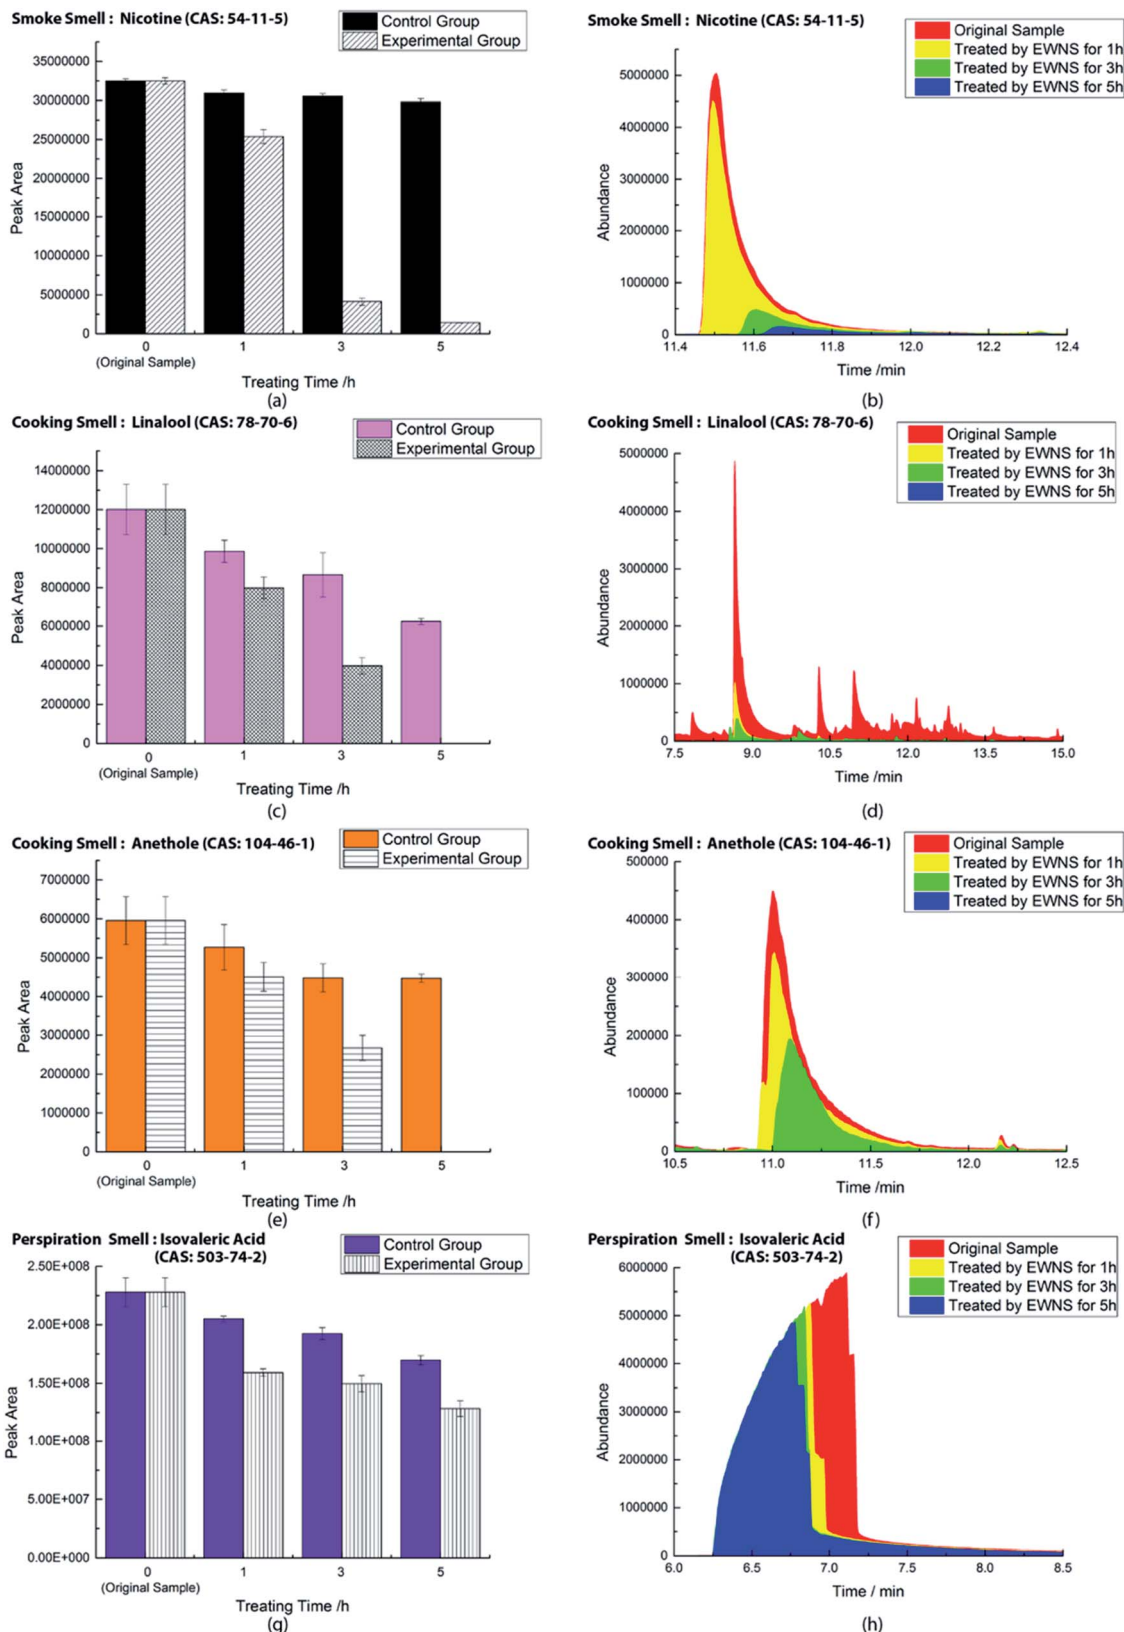 Smoke Smell : Nicotine (CAS: 54-11-5)
Control Group
Experimental Group
35000000
30000000
25000000
20000000
15000000
10000000
5000000
0
Peak Area
0 1 3 5
(Original Sample)
Treating Time /h
(a)
Smoke Smell : Nicotine (CAS: 54-11-5)
Original Sample
Treated by EWNS for 1h
Treated by EWNS for 3h
Treated by EWNS for 5h
5000000
4000000
3000000
2000000
1000000
0
Abundance
11.4 11.6 11.8 12.0 12.2 12.4
Time /min
(b)
Cooking Smell : Linalool (CAS: 78-70-6)
Control Group
Experimental Group
14000000
12000000
10000000
8000000
6000000
4000000
2000000
0
Peak Area
0 1 3 5
(Original Sample)
Treating Time /h
(c)
Cooking Smell : Linalool (CAS: 78-70-6)
Original Sample
Treated by EWNS for 1h
Treated by EWNS for 3h
Treated by EWNS for 5h
5000000
4000000
3000000
2000000
1000000
0
Abundance
7.5 9.0 10.5 12.0 13.5 15.0
Time /min
(d)
Cooking Smell : Anethole (CAS: 104-46-1)
Control Group
Experimental Group
7000000
6000000
5000000
4000000
3000000
2000000
1000000
0
Peak Area
0 1 3 5
(Original Sample)
Treating Time /h
(e)
Cooking Smell : Anethole (CAS: 104-46-1)
Original Sample
Treated by EWNS for 1h
Treated by EWNS for 3h
Treated by EWNS for 5h
500000
400000
300000
200000
100000
0
Abundance
10.5 11.0 11.5 12.0 12.5
Time /min
(f)
Perspiration Smell : Isovaleric Acid
(CAS: 503-74-2)
Control Group
Experimental Group
2.50E+008
2.00E+008
1.50E+008
1.00E+008
5.00E+007
0.00E+000
Peak Area
0 1 3 5
(Original Sample)
Treating Time /h
(g)
Perspiration Smell : Isovaleric Acid
(CAS: 503-74-2)
Original Sample
Treated by EWNS for 1h
Treated by EWNS for 3h
Treated by EWNS for 5h
6000000
5000000
4000000
3000000
2000000
1000000
0
Abundance
6.0 6.5 7.0 7.5 8.0 8.5
Time / min
(h)